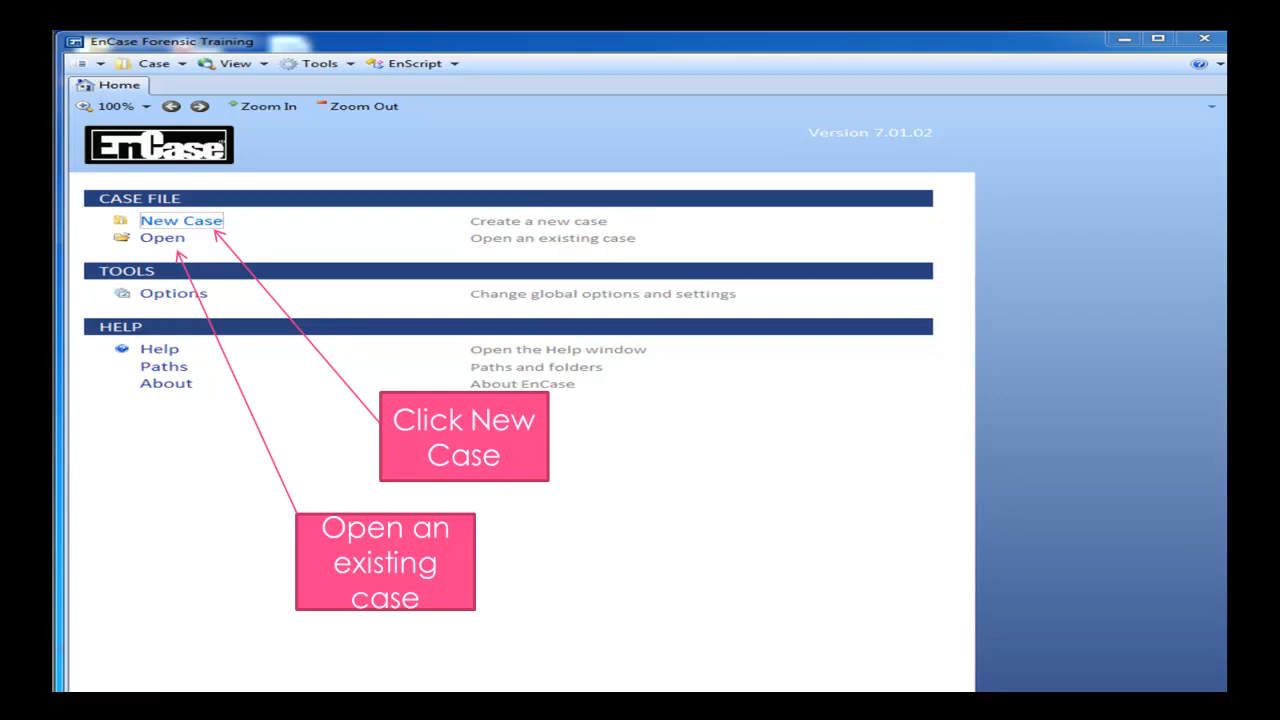 EnCase Forensic Training
Case View Tools EnScript
Home
100% Zoom In Zoom Out
EnCase
Version 7.01.02
CASE FILE
New Case Create a new case
Open Open an existing case
TOOLS
Options Change global options and settings
HELP
Help Open the Help window
Paths Paths and folders
About About EnCase
Click New
Case
Open an
existing
case